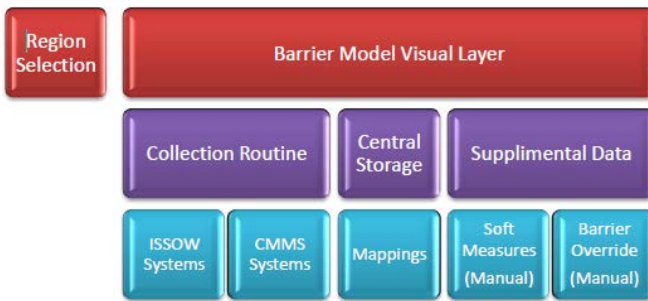 Region
Selection
Barrier Model Visual Layer
Collection Routine
Central
Storage
Supplimental Data
ISSOW
Systems
CMMS
Systems
Mappings
Soft
Measures
(Manual)
Barrier
Override
(Manual)